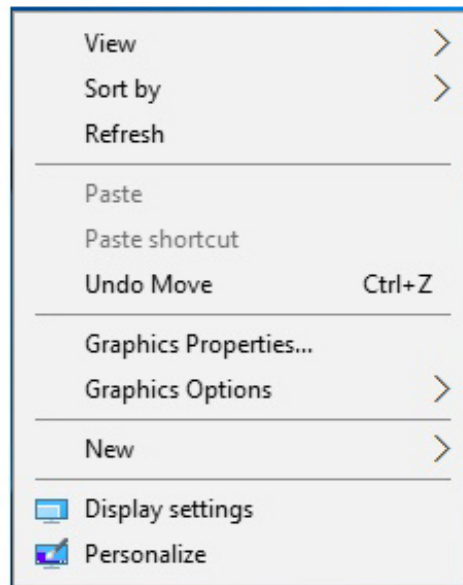 View
Sort by
Refresh
Paste
Paste shortcut
Undo Move Ctrl+Z
Graphics Properties...
Graphics Options
New
Display settings
Personalize